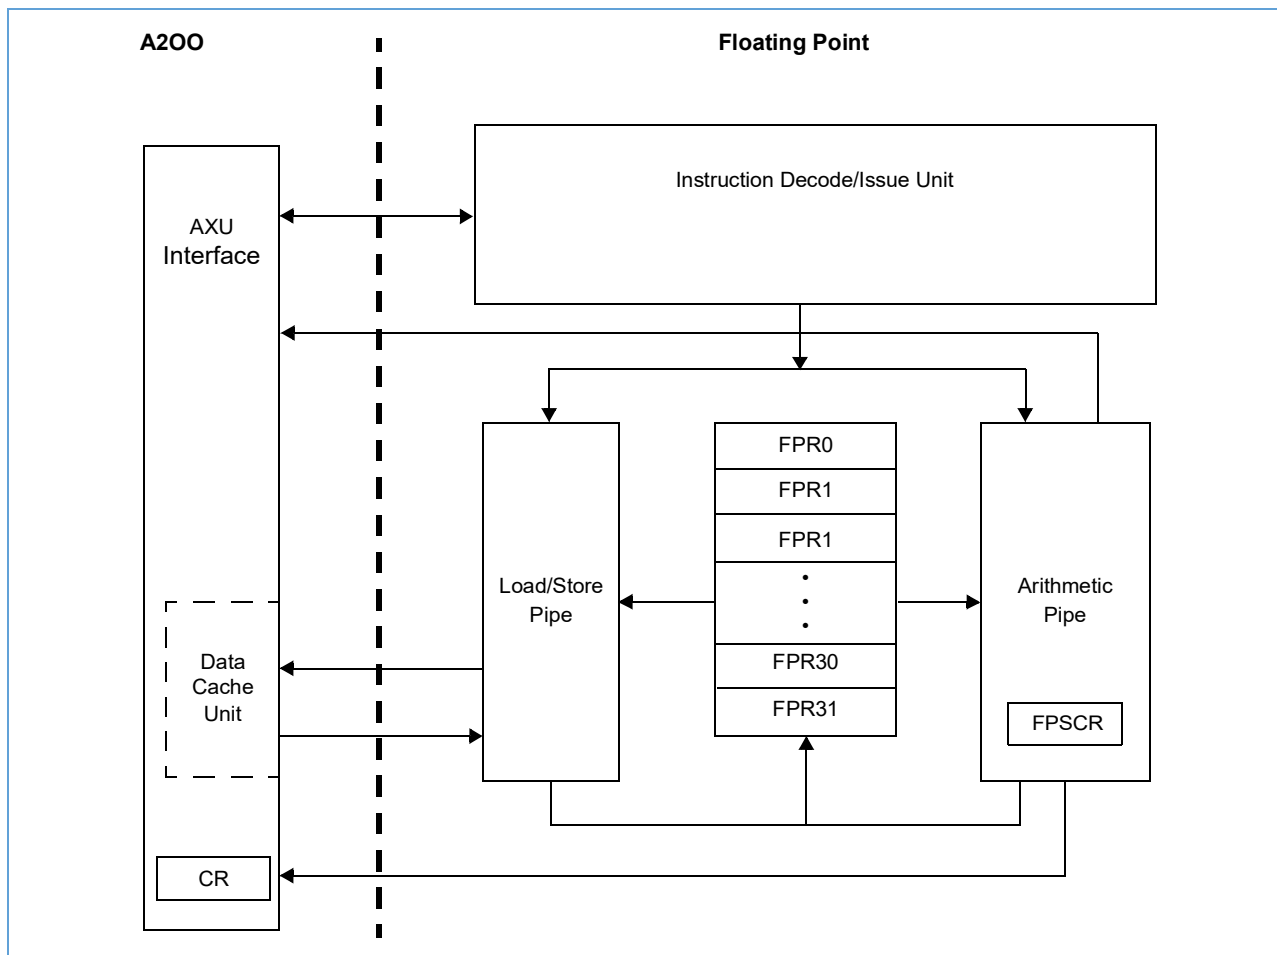 A2OO
Floating Point
Instruction Decode/Issue Unit
AXU
Interface
FPR0
FPR1
FPR1
FPR30
FPR31
Load/Store
Pipe
Arithmetic
Pipe
Data
Cache
Unit
FPSCR
CR